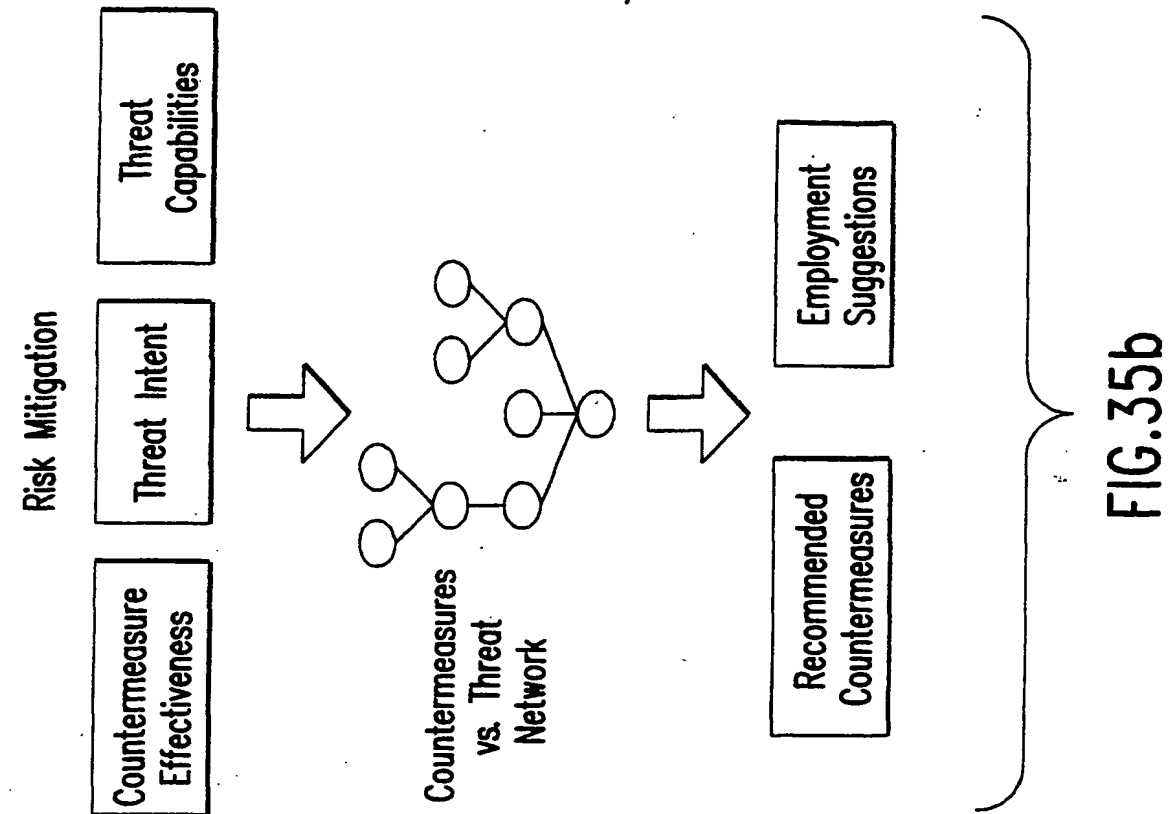 Risk Mitigation
Countermeasure
Effectiveness
Threat Intent
Threat
Capabilities
Countermeasures
vs. Threat
Network
Recommended
Countermeasures
Employment
Suggestions
FIG.35b